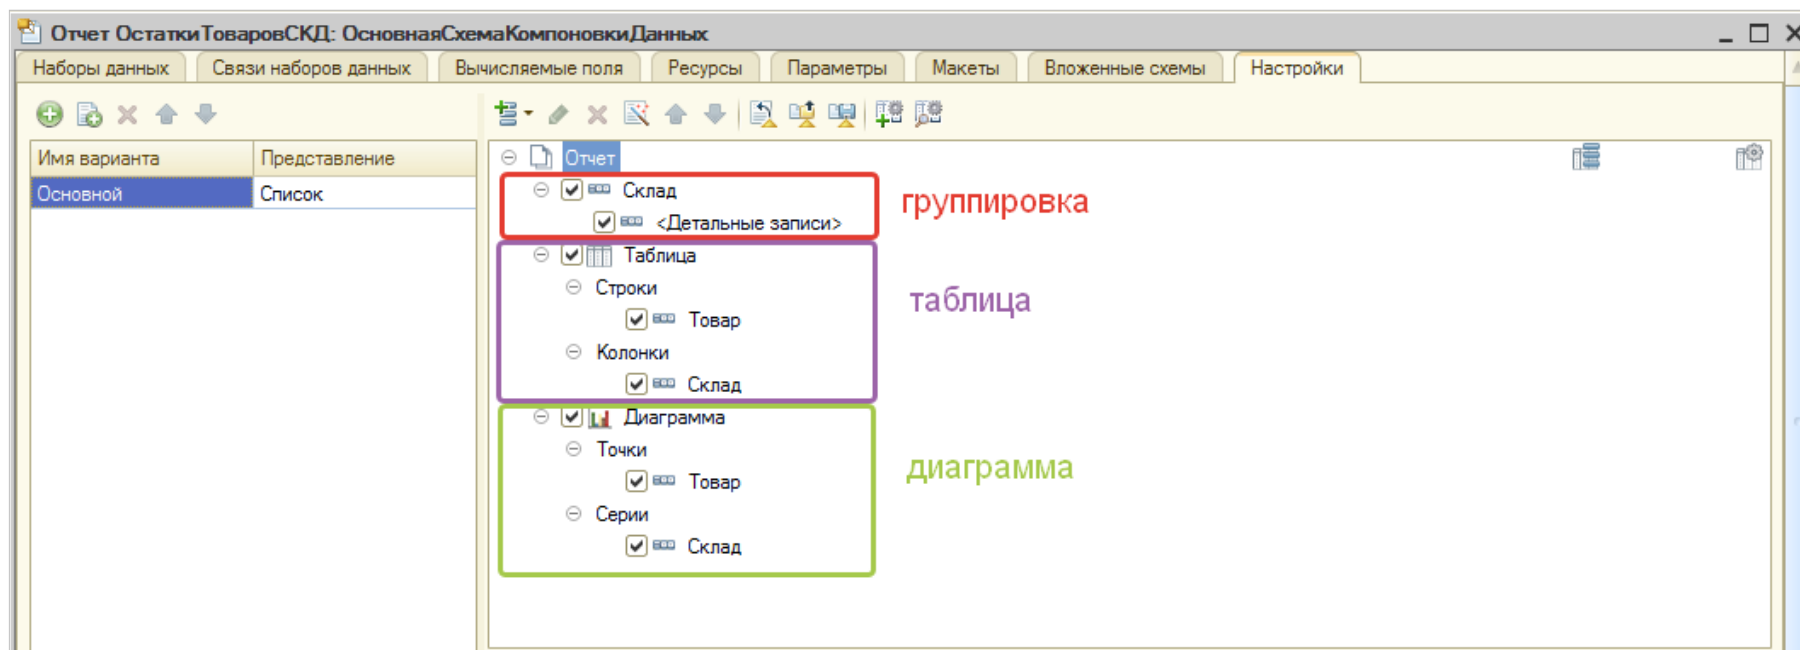 Отчет ОстаткиТоваровСКД: ОсновнаяСхемаКомпоновкиДанных
Наборы данных Связи наборов данных Вычисляемые поля Ресурсы Параметры Макеты Вложенные схемы Настройки
Имя варианта Представление
Основной Список
Отчет
Склад
<Детальные записи>
группировка
Таблица
Строки
Товар
Колонки
Склад
таблица
Диаграмма
Точки
Товар
Серии
Склад
диаграмма